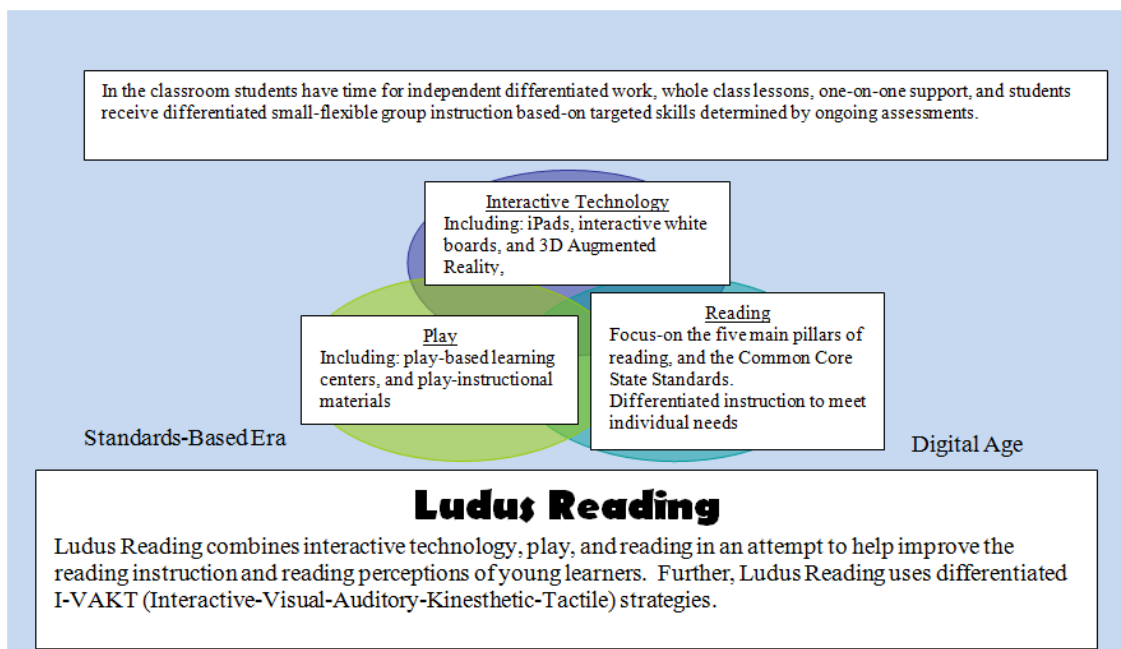 In the classroom students have time for independent differentiated work, whole class lessons, one-on-one support, and students
receive differentiated small-flexible group instruction based-on targeted skills determined by ongoing assessments.
Interactive Technology
Including: iPads, interactive white
boards, and 3D Augmented
Reality,
Play
Including: play-based learning
centers, and play-instructional
materials
Reading
Focus-on the five main pillars of
reading, and the Common Core
State Standards.
Differentiated instruction to meet
individual needs
Standards-Based Era
Digital Age
Ludus Reading
Ludus Reading combines interactive technology, play, and reading in an attempt to help improve the
reading instruction and reading perceptions of young learners. Further, Ludus Reading uses differentiated
I-VAKT (Interactive-Visual-Auditory-Kinesthetic-Tactile) strategies.